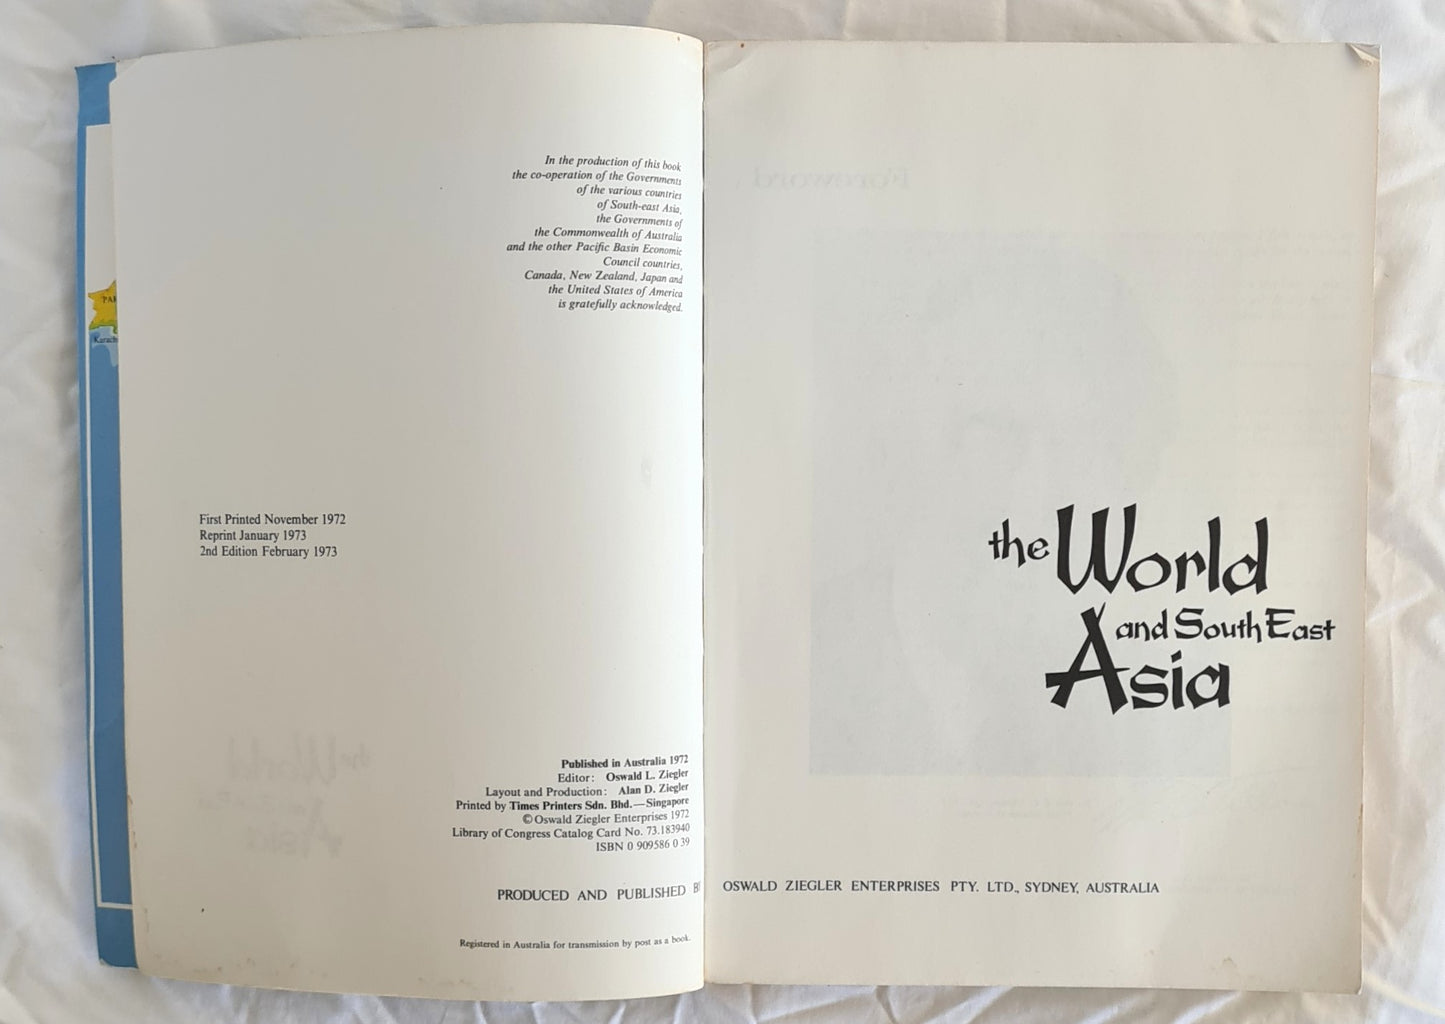 In the production of this book
the co-operation of the Governments
of the various countries
of South-east Asia,
the Governments of
the Commonwealth of Australia
and the other Pacific Basin Economic
Council countries,
Canada, New Zealand, Japan and
the United States of America
is gratefully acknowledged.
First Printed November 1972
Reprint January 1973
2nd Edition February 1973
Published in Australia 1972
Editor: Oswald L. Ziegler
Layout and Production: Alan D. Ziegler
Printed by Times Printers Sdn. Bhd.—Singapore
© Oswald Ziegler Enterprises 1972
Library of Congress Catalog Card No. 73.183940
ISBN 0 909586 0 39
PRODUCED AND PUBLISHED BY
Registered in Australia for transmission by post as a book.
Karach
the World
and South East
Asia
OSWALD ZIEGLER ENTERPRISES PTY. LTD., SYDNEY, AUSTRALIA